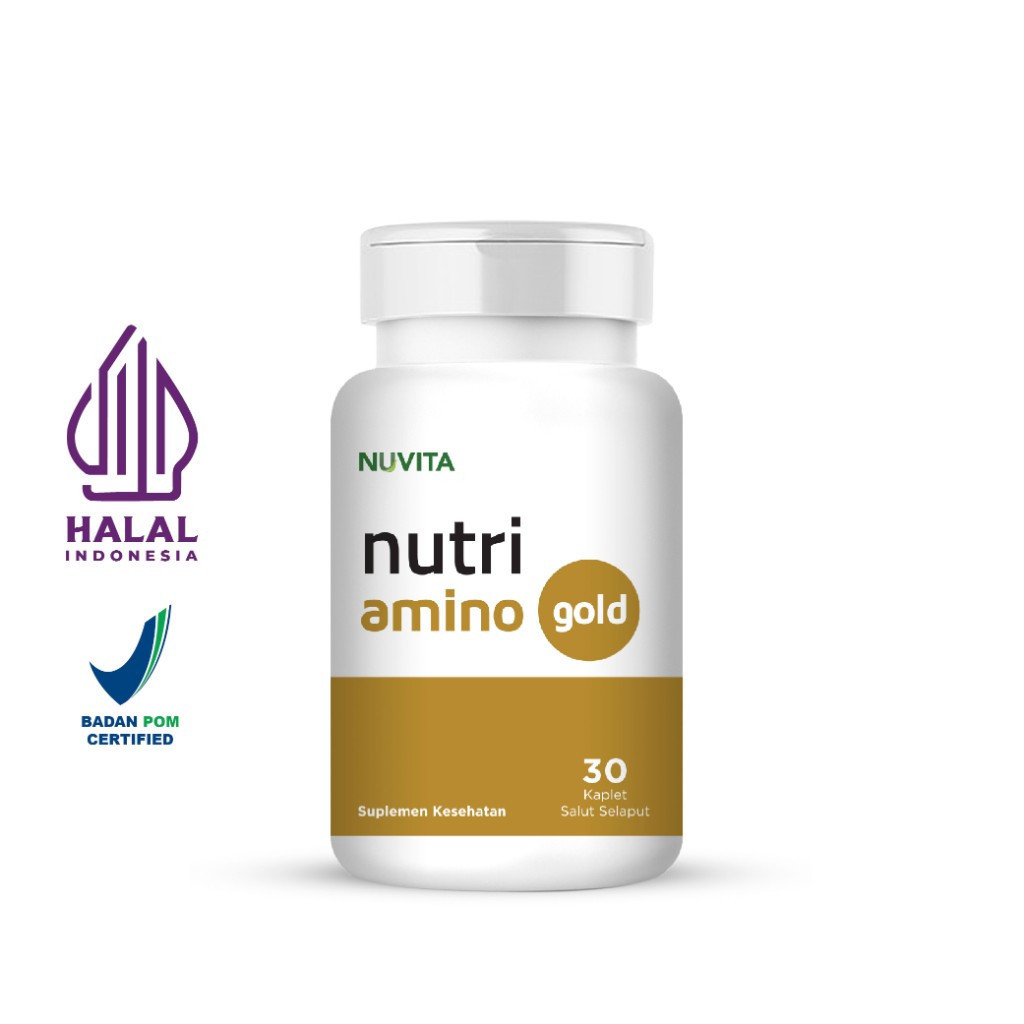 HALAL
INDONESIA
BADAN POM
CERTIFIED
NUVITA
nutri
amino gold
30
Kaplet
Salut Selaput
Suplemen Kesehatan